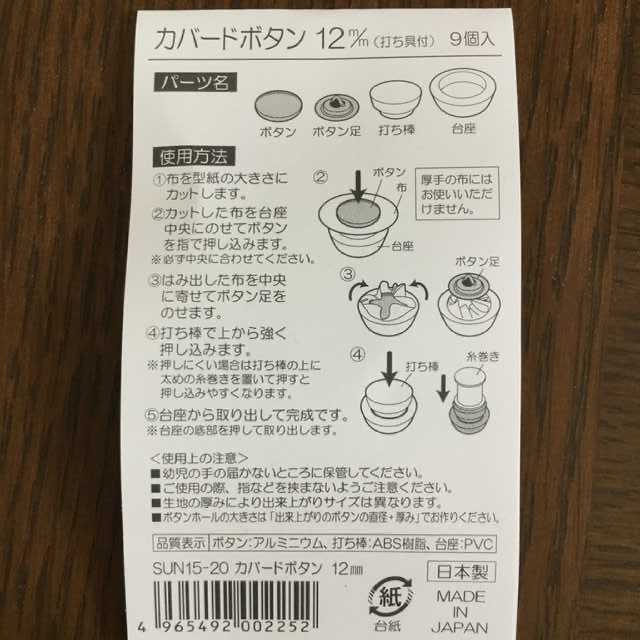 カバードボタン 12m/m(打ち具付) 9個入
パーツ名
ボタン ボタン足 打ち棒 台座
使用方法
①布を型紙の大きさに
カットします。
②カットした布を台座
中央にのせてボタン
を指で押し込みます。
※必ず中央に合わせてください。
③はみ出した布を中央
に寄せてボタン足を
のせます。
④打ち棒で上から強く
押し込みます。
※押しにくい場合は打ち棒の上に
太めの糸巻きを置いて押すと
押し込みやすくなります。
⑤台座から取り出して完成です。
※台座の底部を押して取り出します。
②
ボタン
布
台座
厚手の布には
お使いいただ
けません。
③
ボタン足
④
打ち棒
糸巻き
<使用上の注意>
■幼児の手の届かないところに保管してください。
■ご使用の際、指などを挟まないようご注意ください。
■生地の厚みにより出来上がりサイズは異なります。
■ボタンホールの大きさは「出来上がりのボタンの直径+厚み」でお作りください。
品質表示 ボタン:アルミニウム、打ち棒:ABS樹脂、台座:PVC
SUN15-20 カバードボタン 12mm
4 965492 002252
紙
台紙
日本製
MADE
IN
JAPAN